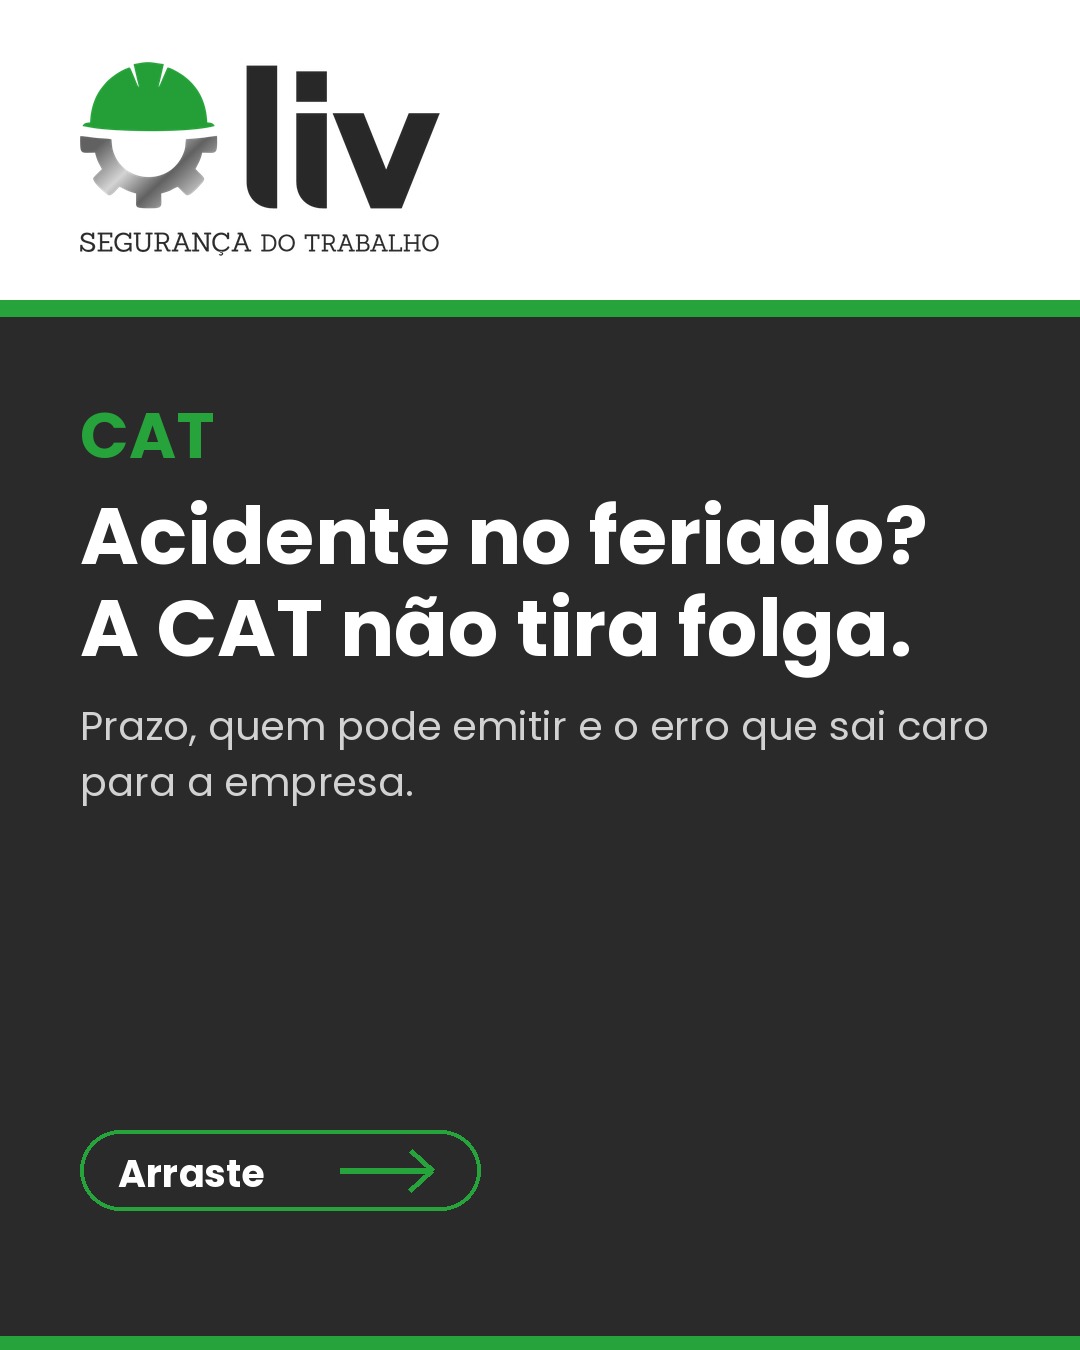 liv
SEGURANÇA DO TRABALHO
CAT
Acidente no feriado?
A CAT não tira folga.
Prazo, quem pode emitir e o erro que sai caro
para a empresa.
Arraste